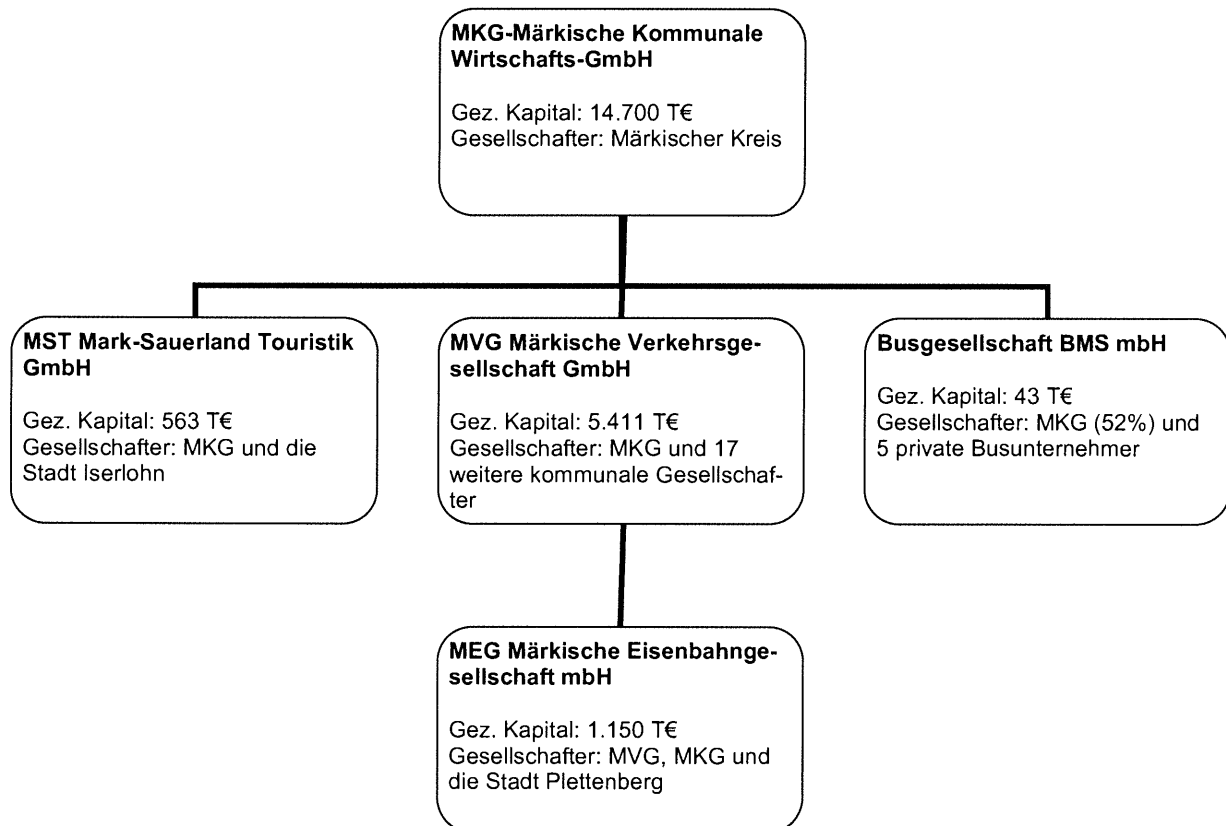 MKG-Märkische Kommunale
Wirtschafts-GmbH
Gez. Kapital: 14.700 T€
Gesellschafter: Märkischer Kreis
MST Mark-Sauerland Touristik
GmbH
Gez. Kapital: 563 T€
Gesellschafter: MKG und die
Stadt Iserlohn
MVG Märkische Verkehrsge-
sellschaft GmbH
Gez. Kapital: 5.411 T€
Gesellschafter: MKG und 17
weitere kommunale Gesellschaf-
ter
Busgesellschaft BMS mbH
Gez. Kapital: 43 T€
Gesellschafter: MKG (52%) und
5 private Busunternehmer
MEG Märkische Eisenbahnge-
sellschaft mbH
Gez. Kapital: 1.150 T€
Gesellschafter: MVG, MKG und
die Stadt Plettenberg